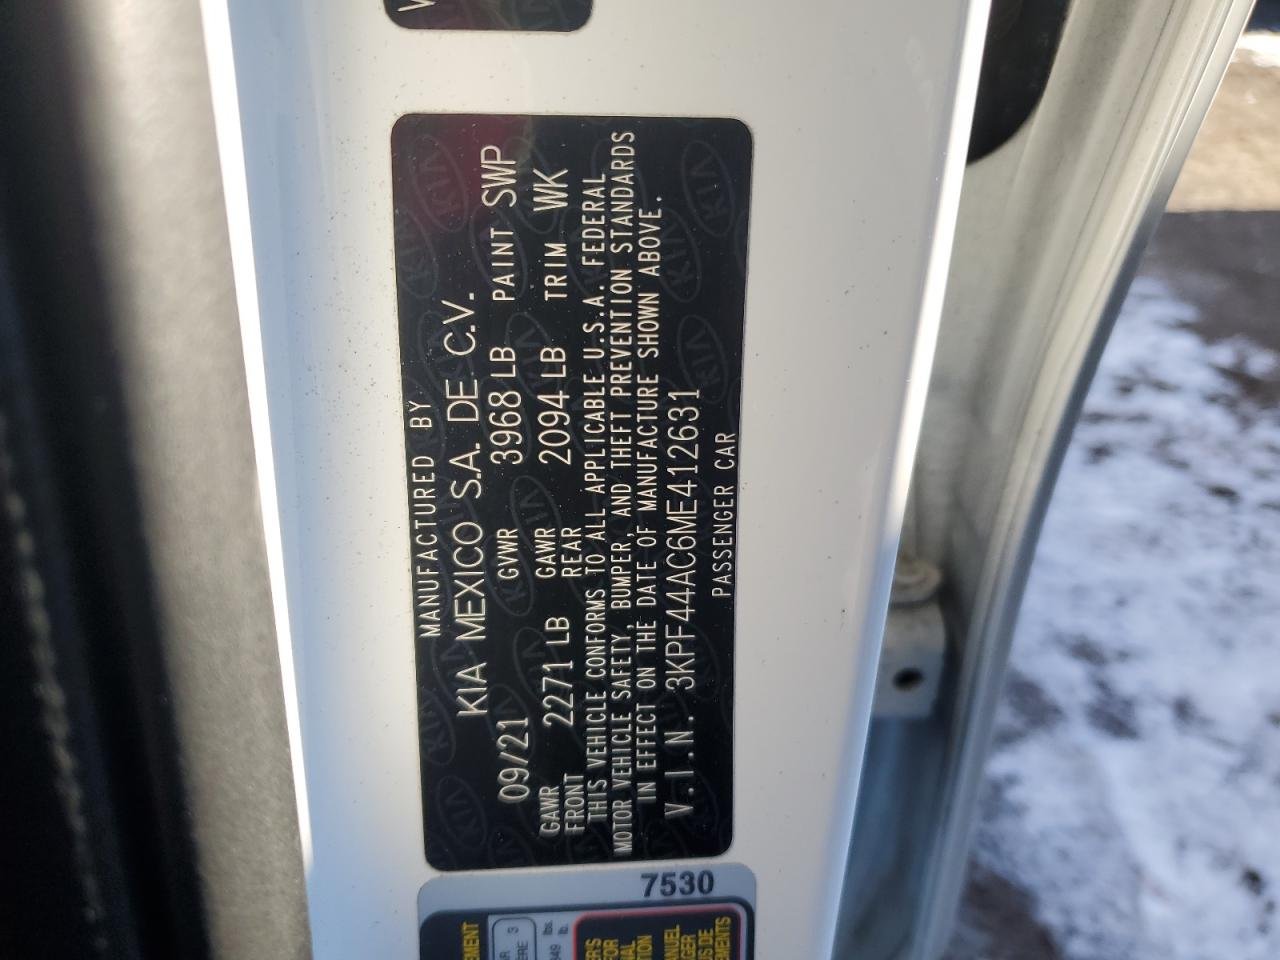 MANUFACTURED BY
KIA MEXICO S.A. DE C.V.
09/21 GVWR 3968 LB PAINT SWP
GAWR FRONT 2271 LB GAWR REAR 2094 LB TRIM WK
THIS VEHICLE CONFORMS TO ALL APPLICABLE U.S.A. FEDERAL
MOTOR VEHICLE SAFETY, BUMPER, AND THEFT PREVENTION STANDARDS
IN EFFECT ON THE DATE OF MANUFACTURE SHOWN ABOVE.
V.I.N. 3KPF44AC6ME412631
PASSENGER CAR
7530